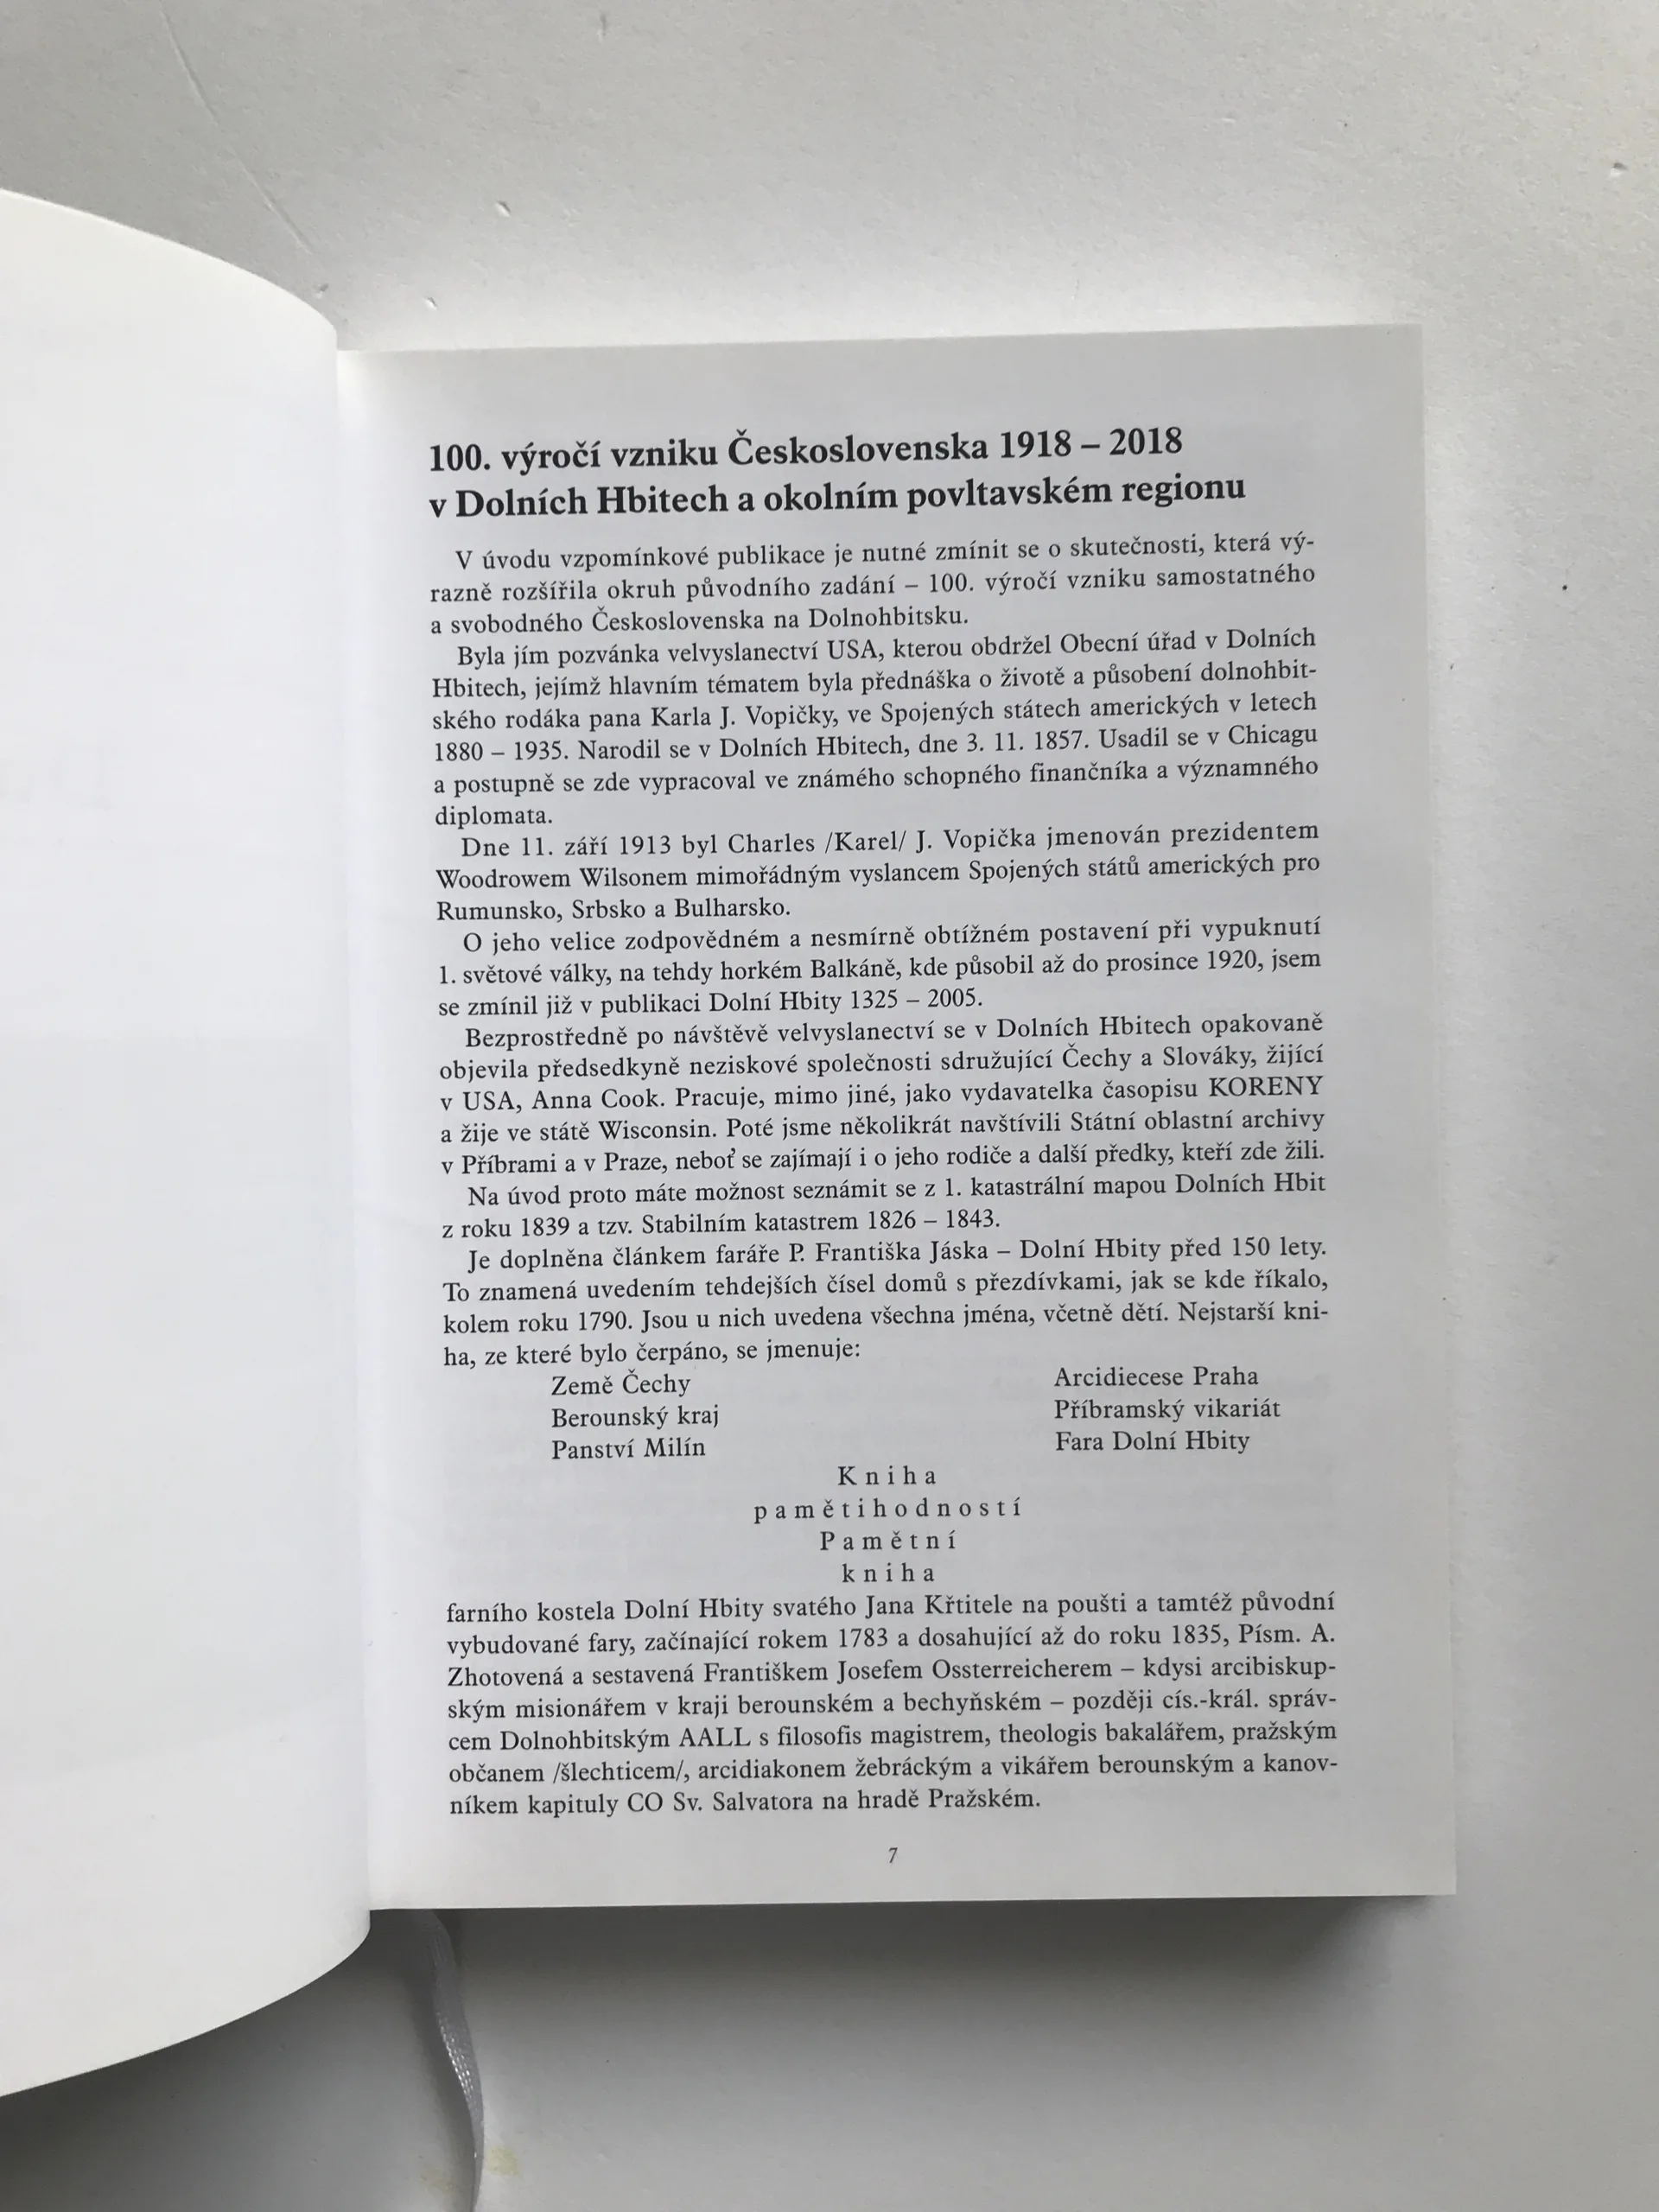 100. výročí vzniku Československa 1918 – 2018
v Dolních Hbitech a okolním povltavském regionu
V úvodu vzpomínkové publikace je nutné zmínit se o skutečnosti, která vý-
razně rozšířila okruh původního zadání – 100. výročí vzniku samostatného
a svobodného Československa na Dolnohbitsku.
Byla jím pozvánka velvyslanectví USA, kterou obdržel Obecní úřad v Dolních
Hbitech, jejímž hlavním tématem byla přednáška o životě a působení dolnohbit-
ského rodáka pana Karla J. Vopičky, ve Spojených státech amerických v letech
1880 – 1935. Narodil se v Dolních Hbitech, dne 3. 11. 1857. Usadil se v Chicagu
a postupně se zde vypracoval ve známého schopného finančníka a významného
diplomata.
Dne 11. září 1913 byl Charles /Karel/ J. Vopička jmenován prezidentem
Woodrowem Wilsonem mimořádným vyslancem Spojených států amerických pro
Rumunsko, Srbsko a Bulharsko.
O jeho velice zodpovědném a nesmírně obtížném postavení při vypuknutí
1. světové války, na tehdy horkém Balkáně, kde působil až do prosince 1920, jsem
se zmínil již v publikaci Dolní Hbity 1325 – 2005.
Bezprostředně po návštěvě velvyslanectví se v Dolních Hbitech opakovaně
objevila předsedkyně neziskové společnosti sdružující Čechy a Slováky, žijící
v USA, Anna Cook. Pracuje, mimo jiné, jako vydavatelka časopisu KORENY
a žije ve státě Wisconsin. Poté jsme několikrát navštívili Státní oblastní archivy
v Příbrami a v Praze, neboť se zajímají i o jeho rodiče a další předky, kteří zde žili.
Na úvod proto máte možnost seznámit se z 1. katastrální mapou Dolních Hbit
z roku 1839 a tzv. Stabilním katastrem 1826 – 1843.
Je doplněna článkem faráře P. Františka Jáska – Dolní Hbity před 150 lety.
To znamená uvedením tehdejších čísel domů s přezdívkami, jak se kde říkalo,
kolem roku 1790. Jsou u nich uvedena všechna jména, včetně dětí. Nejstarší kni-
ha, ze které bylo čerpáno, se jmenuje:
Země Čechy Arcidiecese Praha
Berounský kraj Příbramský vikariát
Panství Milín Fara Dolní Hbity
K n i h a
p a m ě t i h o d n o s t í
P a m ě t n í
k n i h a
farního kostela Dolní Hbity svatého Jana Křtitele na poušti a tamtéž původní
vybudované fary, začínající rokem 1783 a dosahující až do roku 1835, Písm. A.
Zhotovená a sestavená Františkem Josefem Ossterreicherem – kdysi arcibiskup-
ským misionářem v kraji berounském a bechyňském – později cís.-král. správ-
cem Dolnohbitským AALL s filosofis magistrem, theologis bakalářem, pražským
občanem /šlechticem/, arcidiakonem žebráckým a vikářem berounským a kanov-
níkem kapituly CO Sv. Salvatora na hradě Pražském.
7